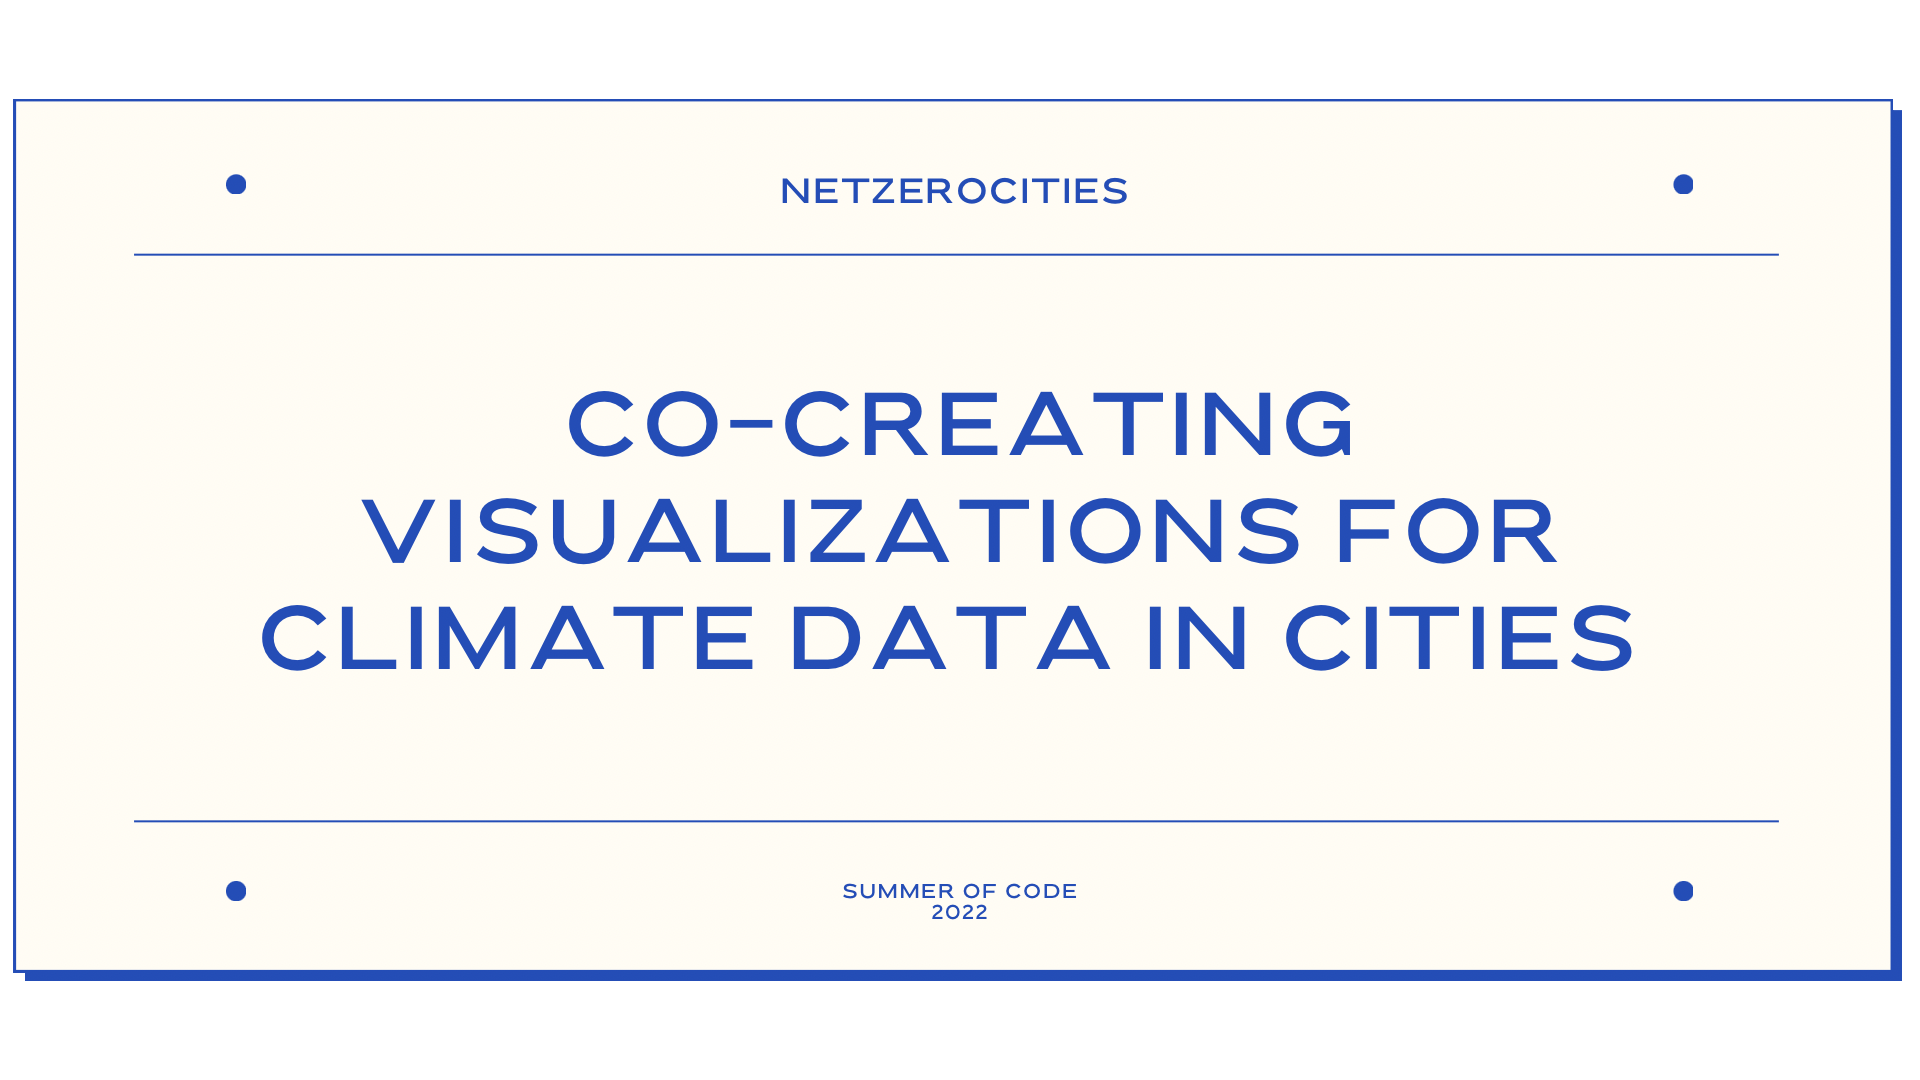 NETZEROCITIES
CO-CREATING
VISUALIZATIONS FOR
CLIMATE DATA IN CITIES
SUMMER OF CODE
2022